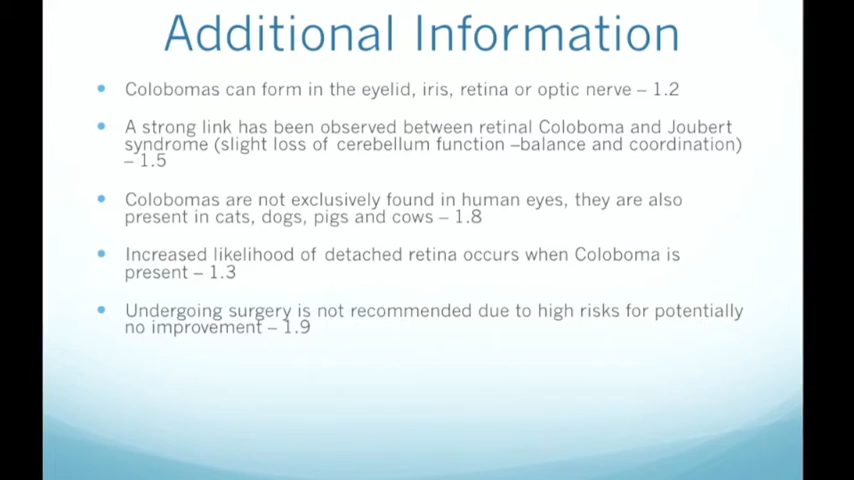 Additional Information
• Colobomas can form in the eyelid, iris, retina or optic nerve – 1.2
• A strong link has been observed between retinal Coloboma and Joubert
syndrome (slight loss of cerebellum function –balance and coordination)
– 1.5
• Colobomas are not exclusively found in human eyes, they are also
present in cats, dogs, pigs and cows – 1.8
• Increased likelihood of detached retina occurs when Coloboma is
present – 1.3
• Undergoing surgery is not recommended due to high risks for potentially
no improvement – 1.9